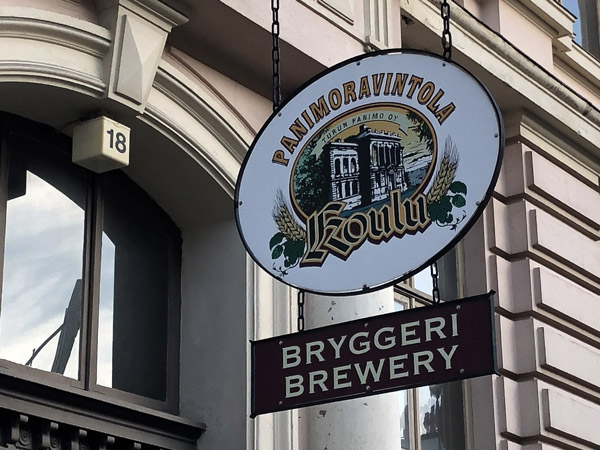 18
PANIMORAVINTOLA
TURUN PANIMO OY
Koulu
BRYGGERI
BREWERY